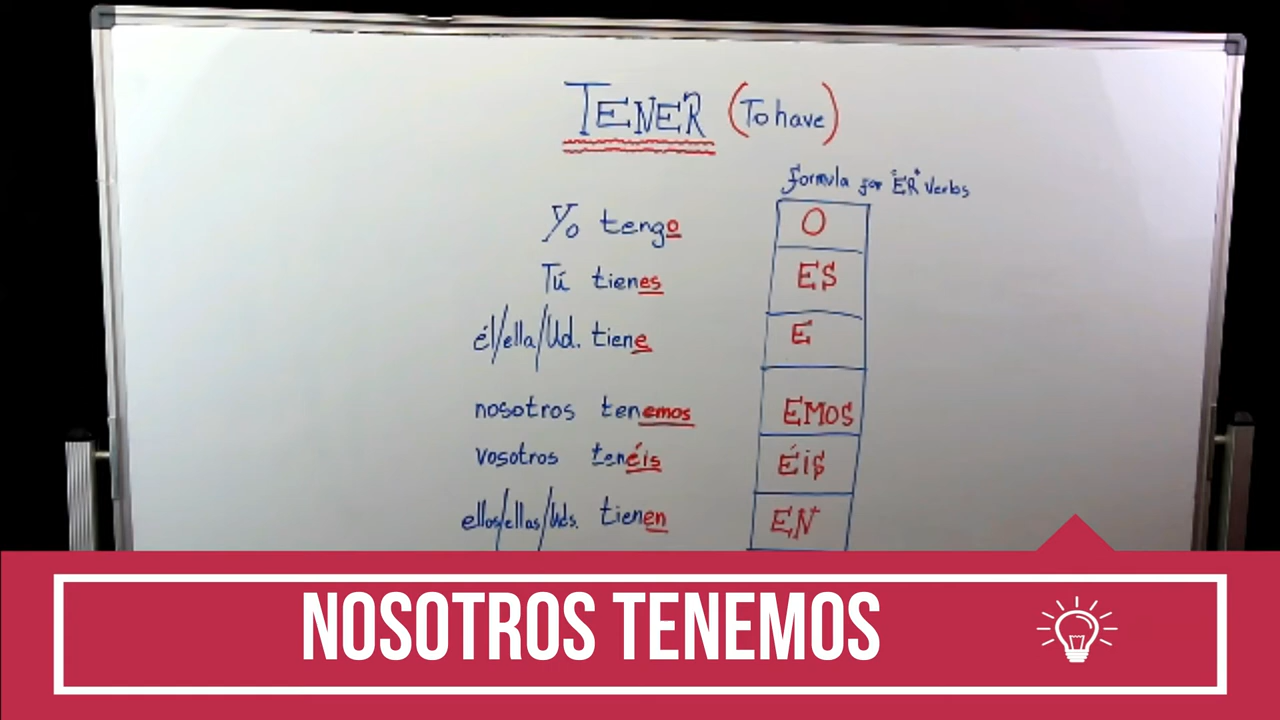 TENER (To have)
formula for "ER" Verbs
Yo tengo O
Tú tienes ES
él/ella/Ud. tiene E
nosotros tenemos EMOS
vosotros tenéis ÉiS
ellos/ellas/Uds. tienen EN
NOSOTROS TENEMOS